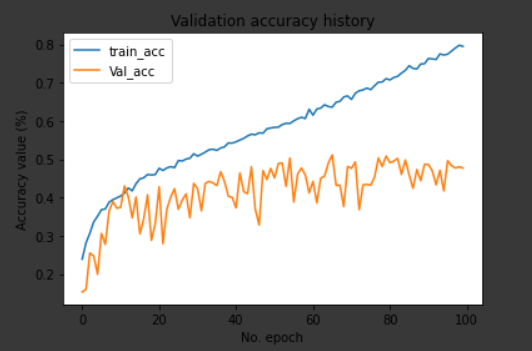 Validation accuracy history
train_acc
Val_acc
Accuracy value (%)
0.8
0.7
0.6
0.5
0.4
0.3
0.2
0 20 40 60 80 100
No. epoch